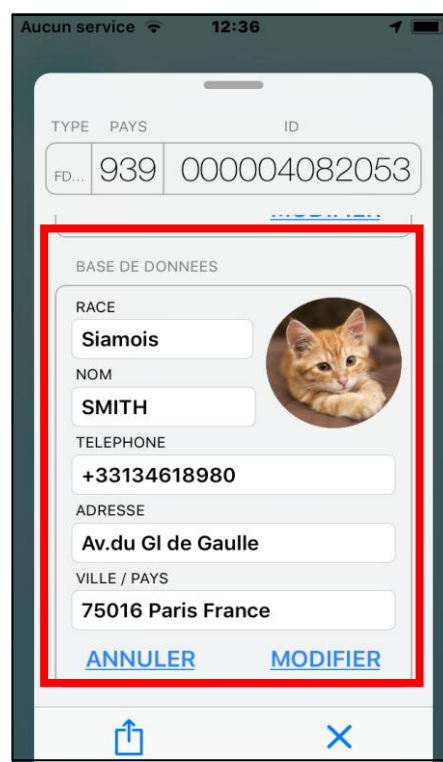 Aucun service 12:36
TYPE PAYS ID
FD... 939 000004082053
MODIFIER
BASE DE DONNEES
RACE
Siamois
NOM
SMITH
TELEPHONE
+33134618980
ADRESSE
Av.du Gl de Gaulle
VILLE / PAYS
75016 Paris France
ANNULER MODIFIER